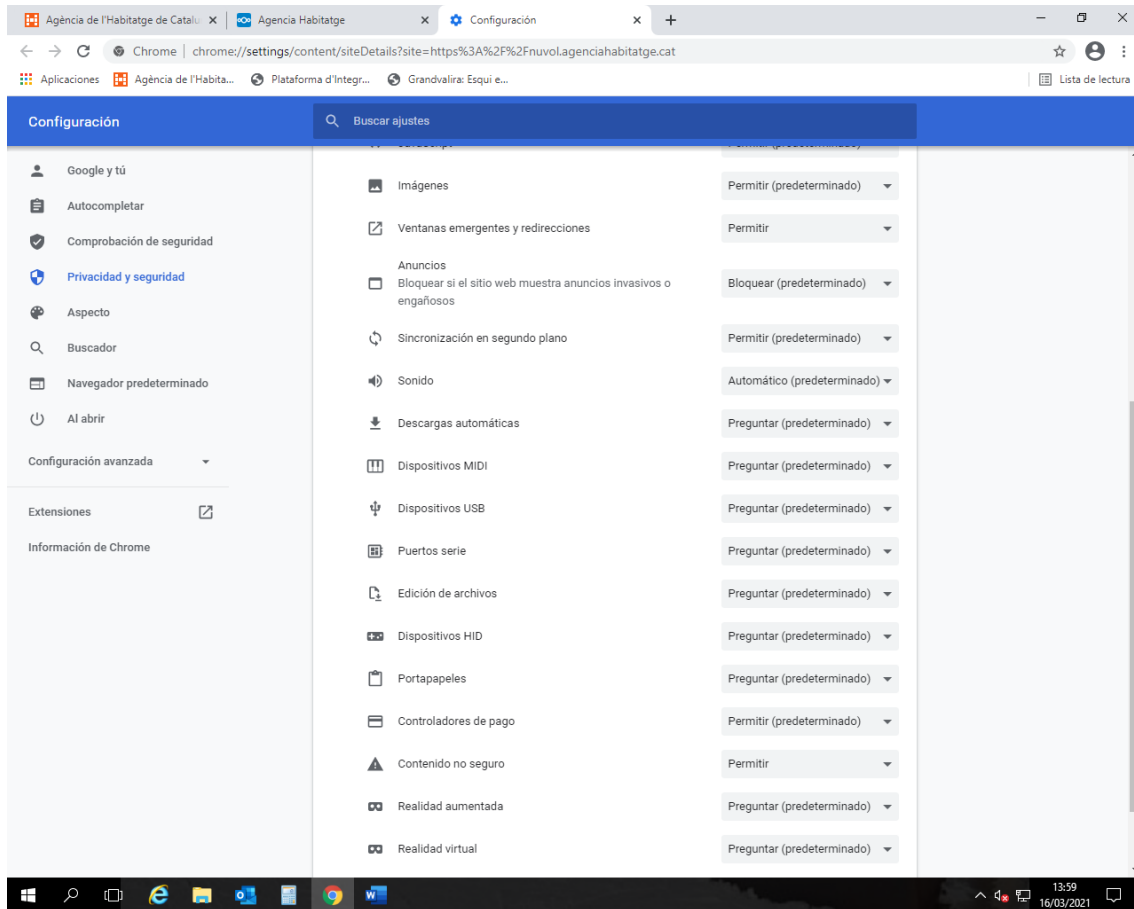 Agència de l'Habitatge de Catalu
Agencia Habitatge
Configuración
Chrome | chrome://settings/content/siteDetails?site=https%3A%2F%2Fnuvol.agenciahabitatge.cat
Aplicaciones
Agència de l'Habita...
Plataforma d'Integr...
Grandvalira: Esqui e...
Lista de lectura
Configuración
Buscar ajustes
Google y tú
Autocompletar
Comprobación de seguridad
Privacidad y seguridad
Aspecto
Buscador
Navegador predeterminado
Al abrir
Configuración avanzada
Extensiones
Información de Chrome
Imágenes
Permitir (predeterminado)
Ventanas emergentes y redirecciones
Permitir
Anuncios
Bloquear si el sitio web muestra anuncios invasivos o
engañosos
Bloquear (predeterminado)
Sincronización en segundo plano
Permitir (predeterminado)
Sonido
Automático (predeterminado)
Descargas automáticas
Preguntar (predeterminado)
Dispositivos MIDI
Preguntar (predeterminado)
Dispositivos USB
Preguntar (predeterminado)
Puertos serie
Preguntar (predeterminado)
Edición de archivos
Preguntar (predeterminado)
Dispositivos HID
Preguntar (predeterminado)
Portapapeles
Preguntar (predeterminado)
Controladores de pago
Permitir (predeterminado)
Contenido no seguro
Permitir
Realidad aumentada
Preguntar (predeterminado)
Realidad virtual
Preguntar (predeterminado)
13:59
16/03/2021